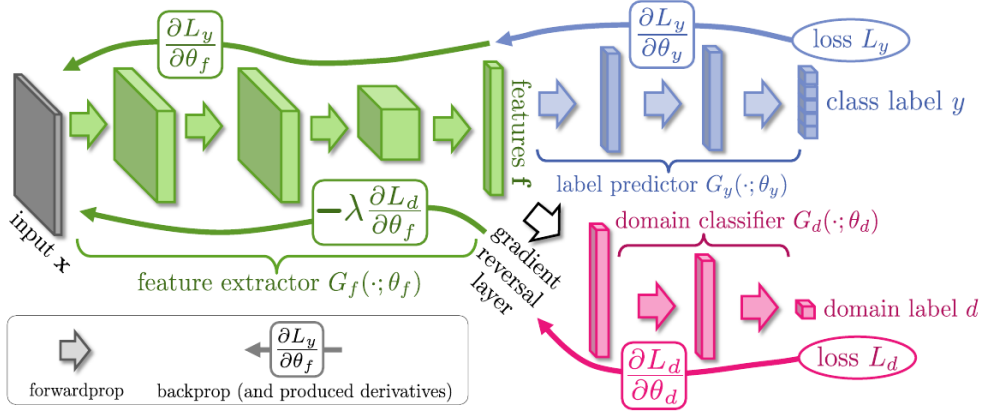 ∂L_y/∂θ_f
∂L_y/∂θ_y
loss L_y
features f
class label y
label predictor G_y(·;θ_y)
input x
−λ ∂L_d/∂θ_f
feature extractor G_f(·;θ_f)
gradient
reversal
layer
domain classifier G_d(·;θ_d)
domain label d
∂L_d/∂θ_d
loss L_d
forwardprop
∂L_y/∂θ_f
backprop (and produced derivatives)